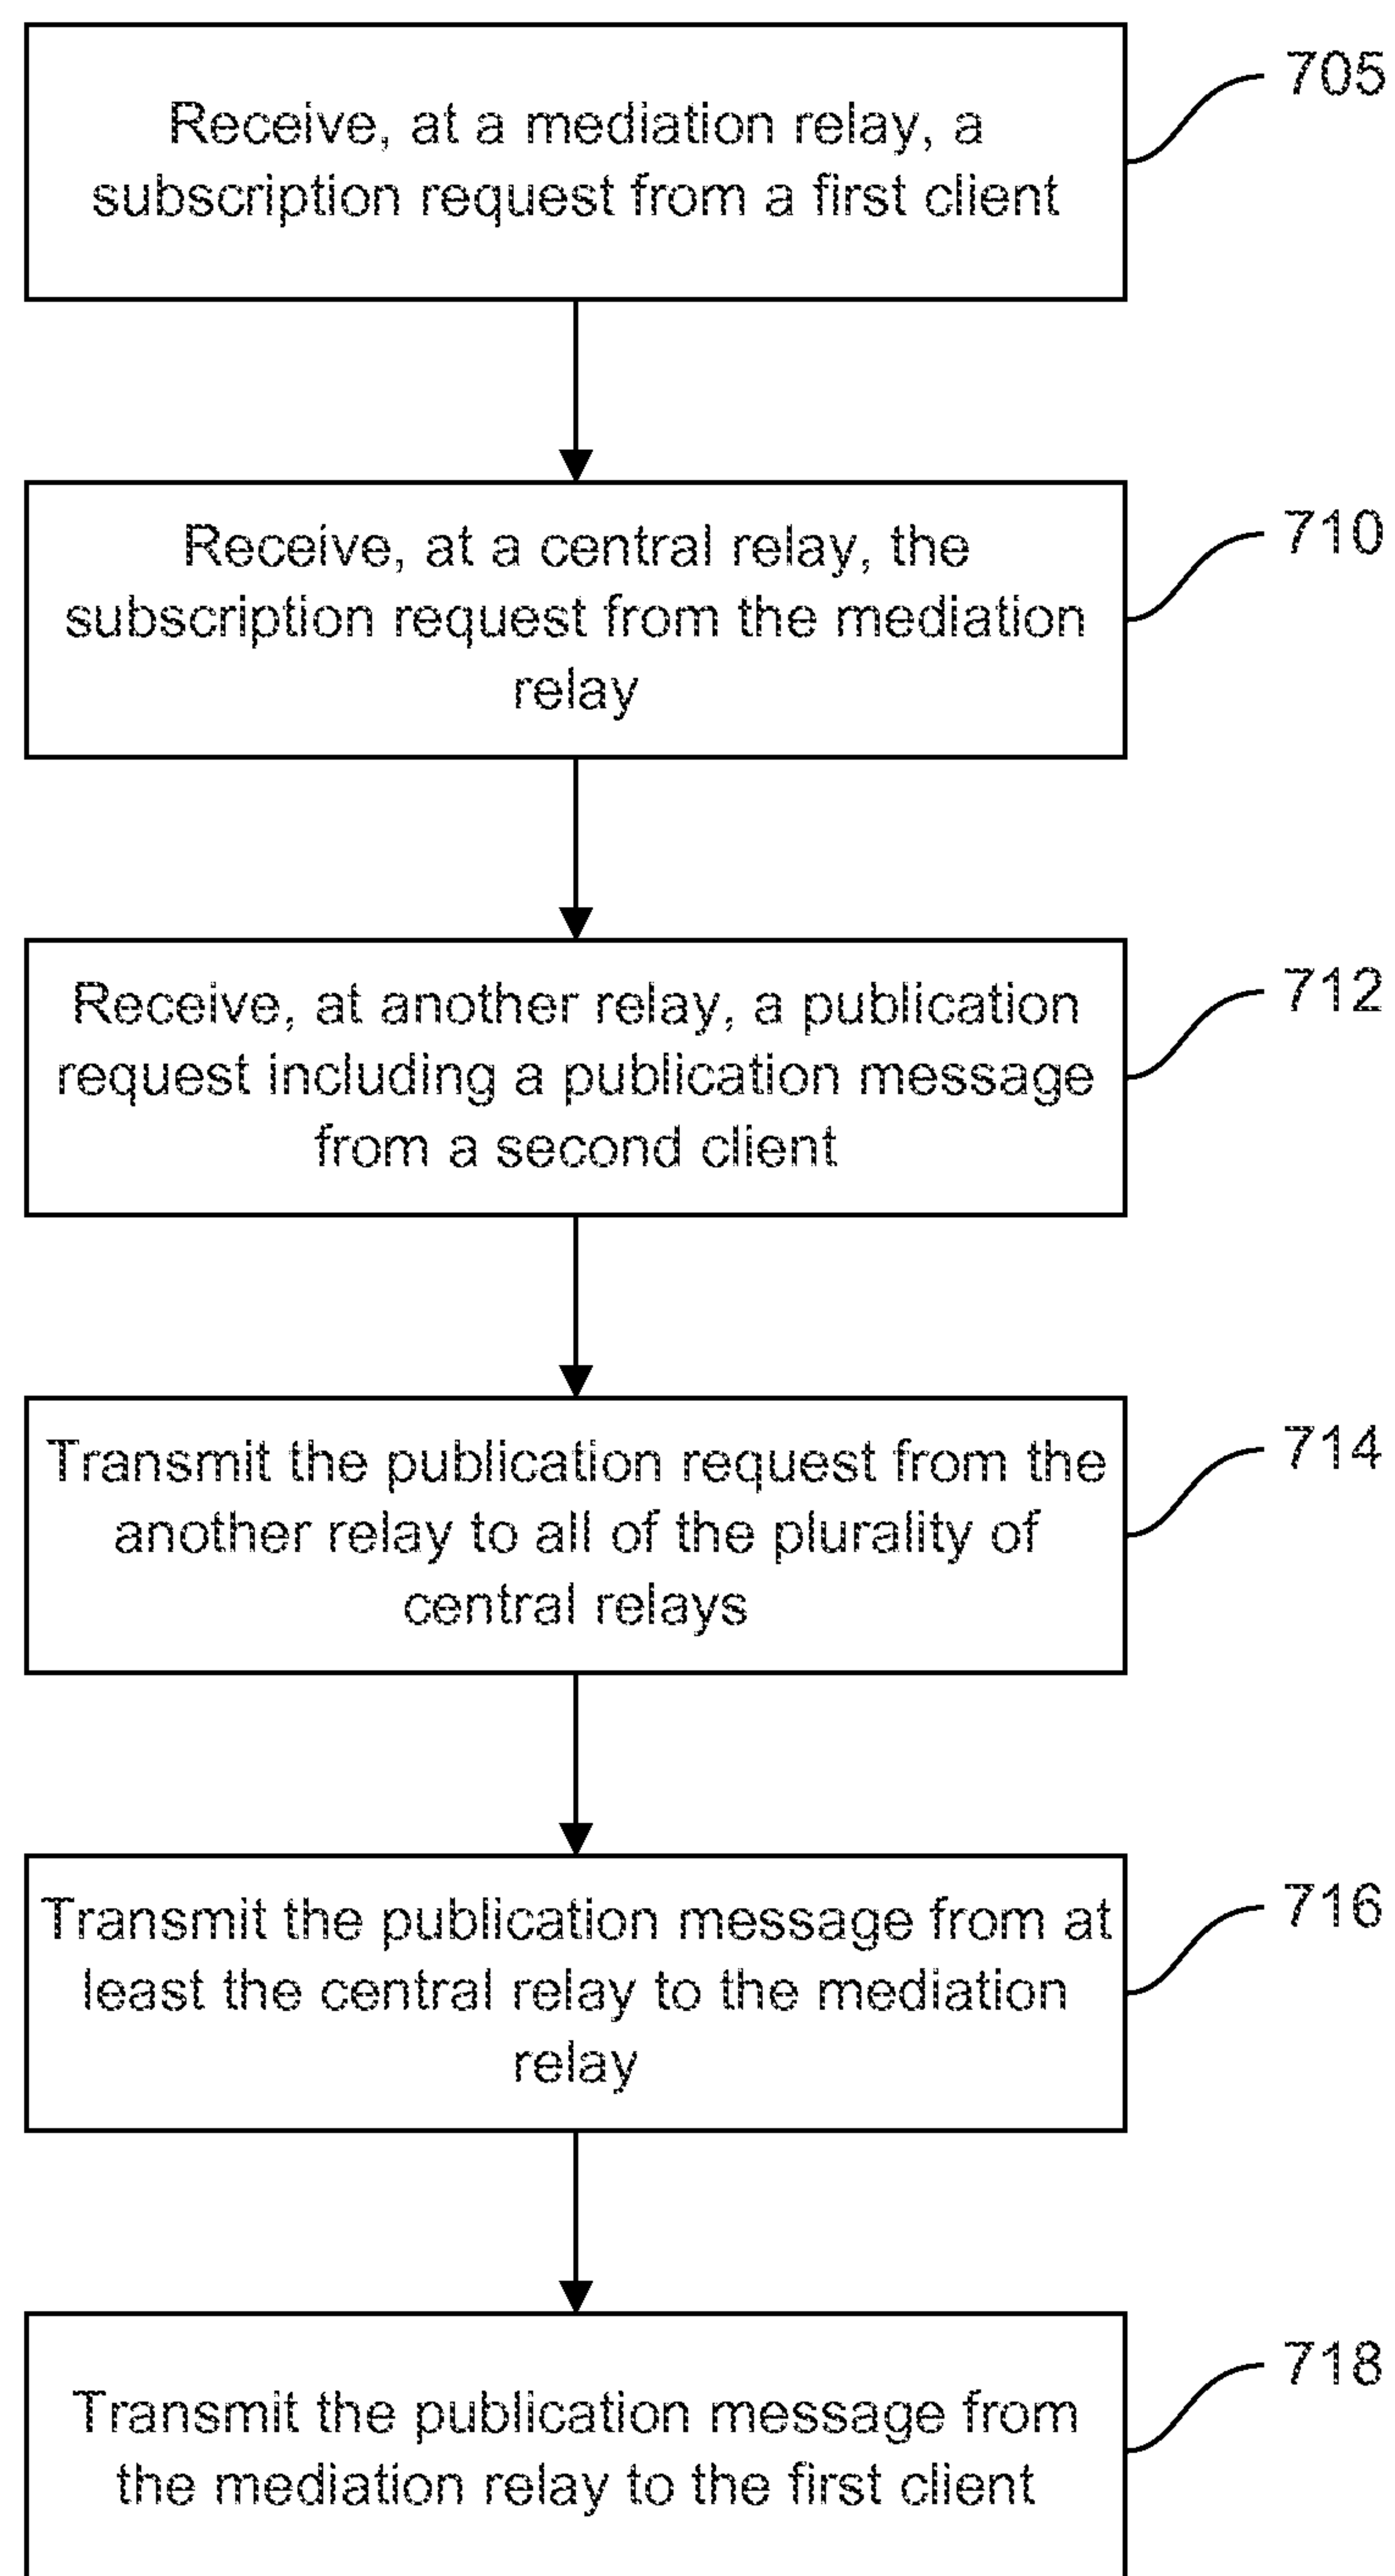 Receive, at a mediation relay, a
subscription request from a first client
705
Receive, at a central relay, the
subscription request from the mediation
relay
710
Receive, at another relay, a publication
request including a publication message
from a second client
712
Transmit the publication request from the
another relay to all of the plurality of
central relays
714
Transmit the publication message from at
least the central relay to the mediation
relay
716
Transmit the publication message from
the mediation relay to the first client
718